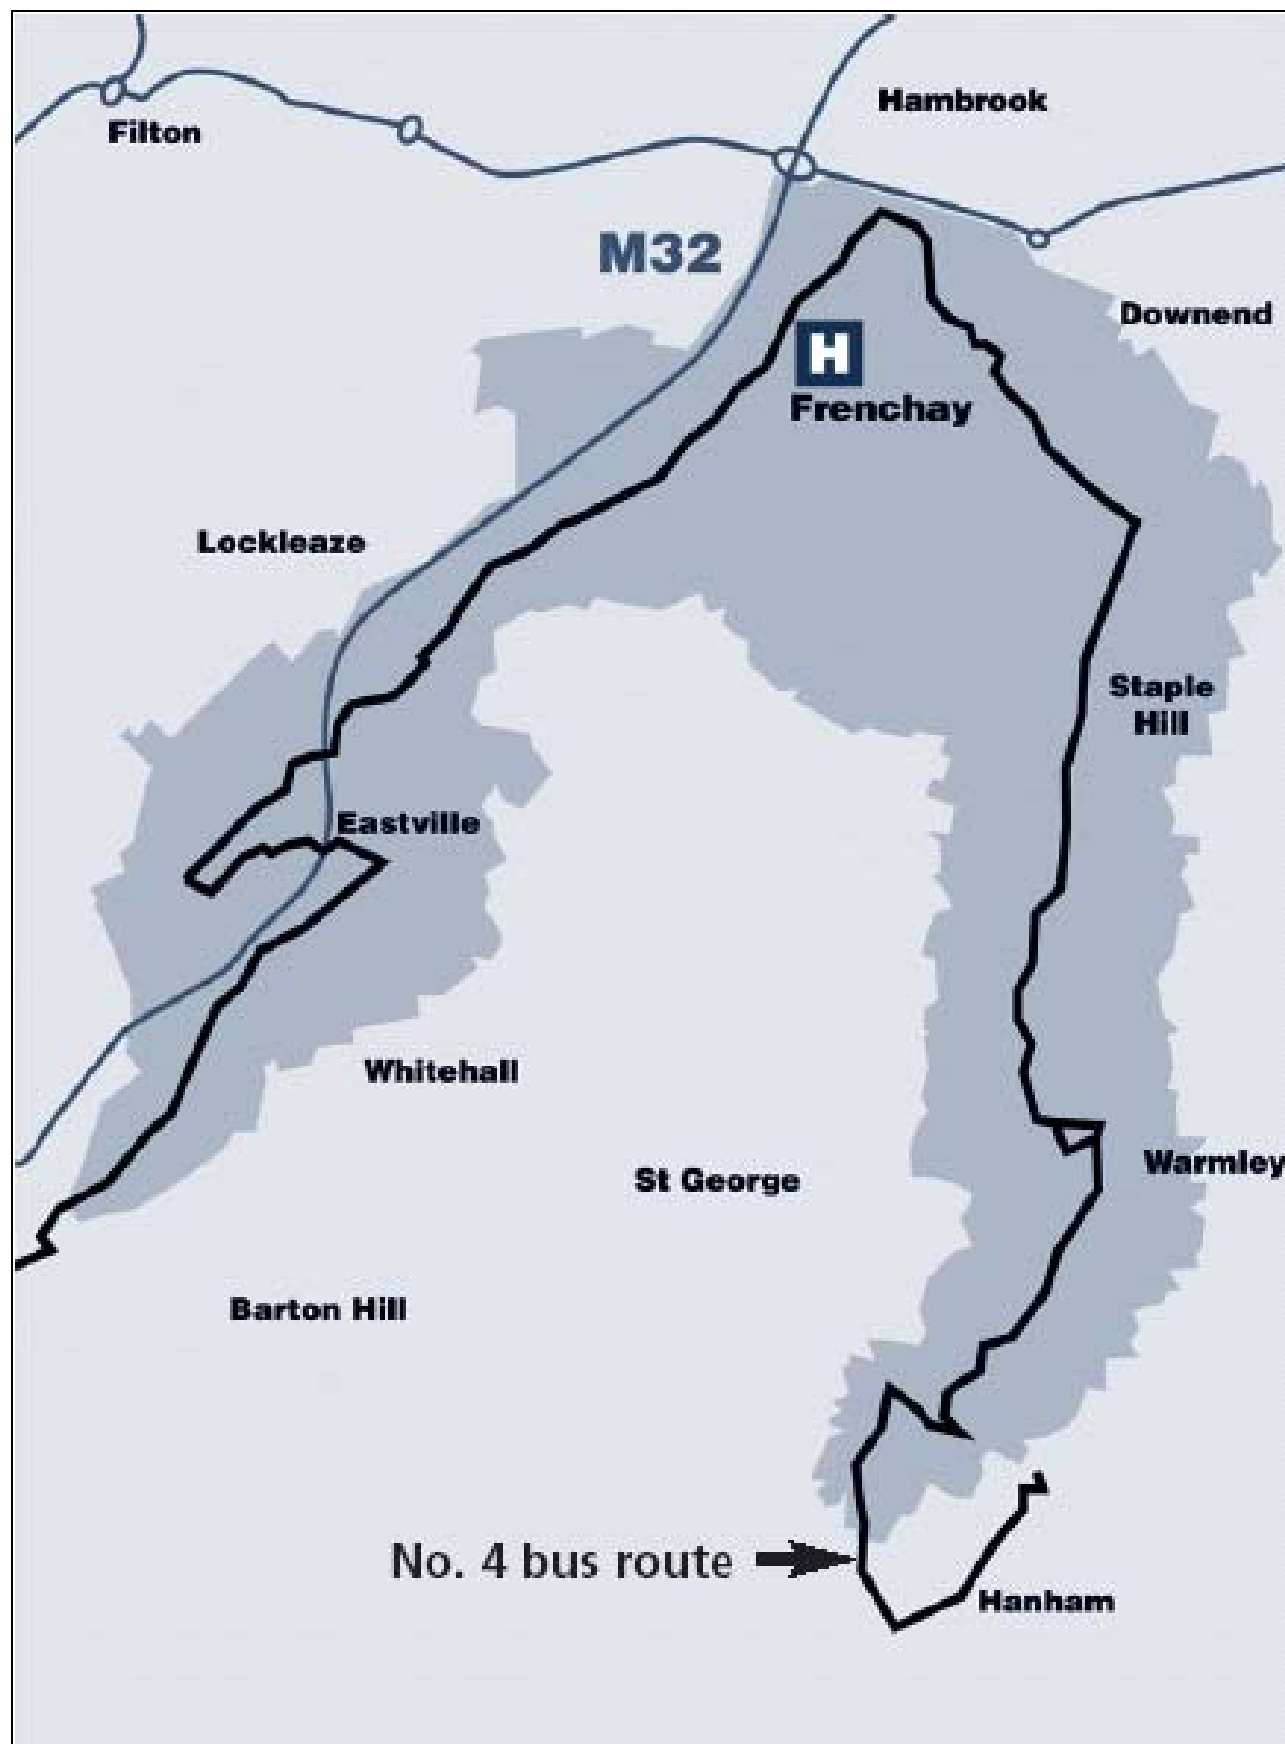 Hambrook
Filton
M32
Downend
H
Frenchay
Lockleaze
Staple
Hill
Eastville
Whitehall
Warmley
St George
Barton Hill
No. 4 bus route
Hanham